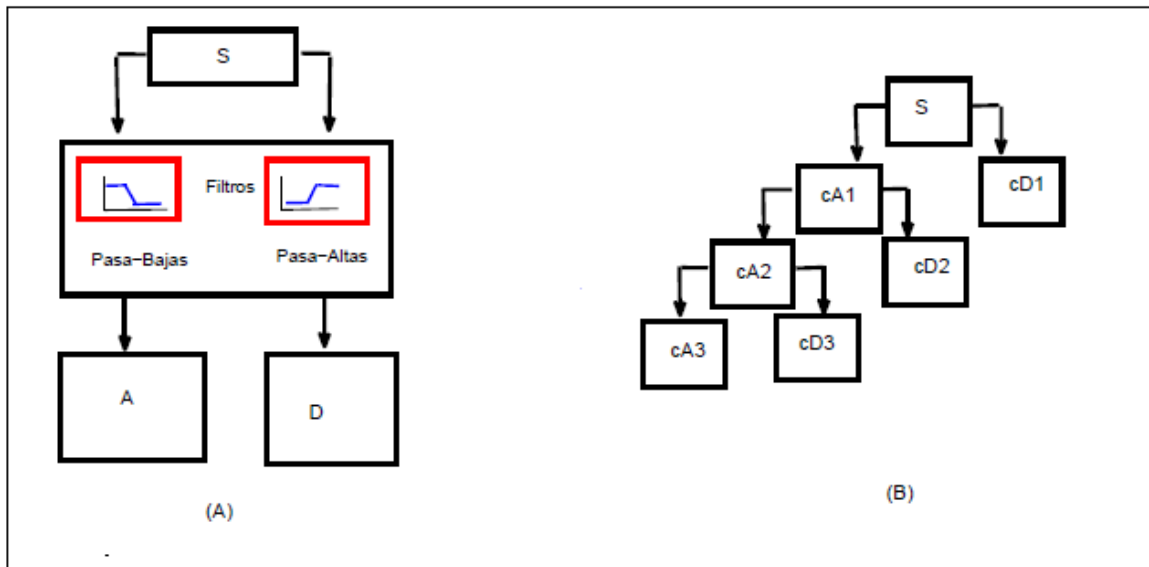 S
Filtros
Pasa-Bajas
Pasa-Altas
A
D
(A)
S
cD1
cA1
cD2
cA2
cA3
cD3
(B)